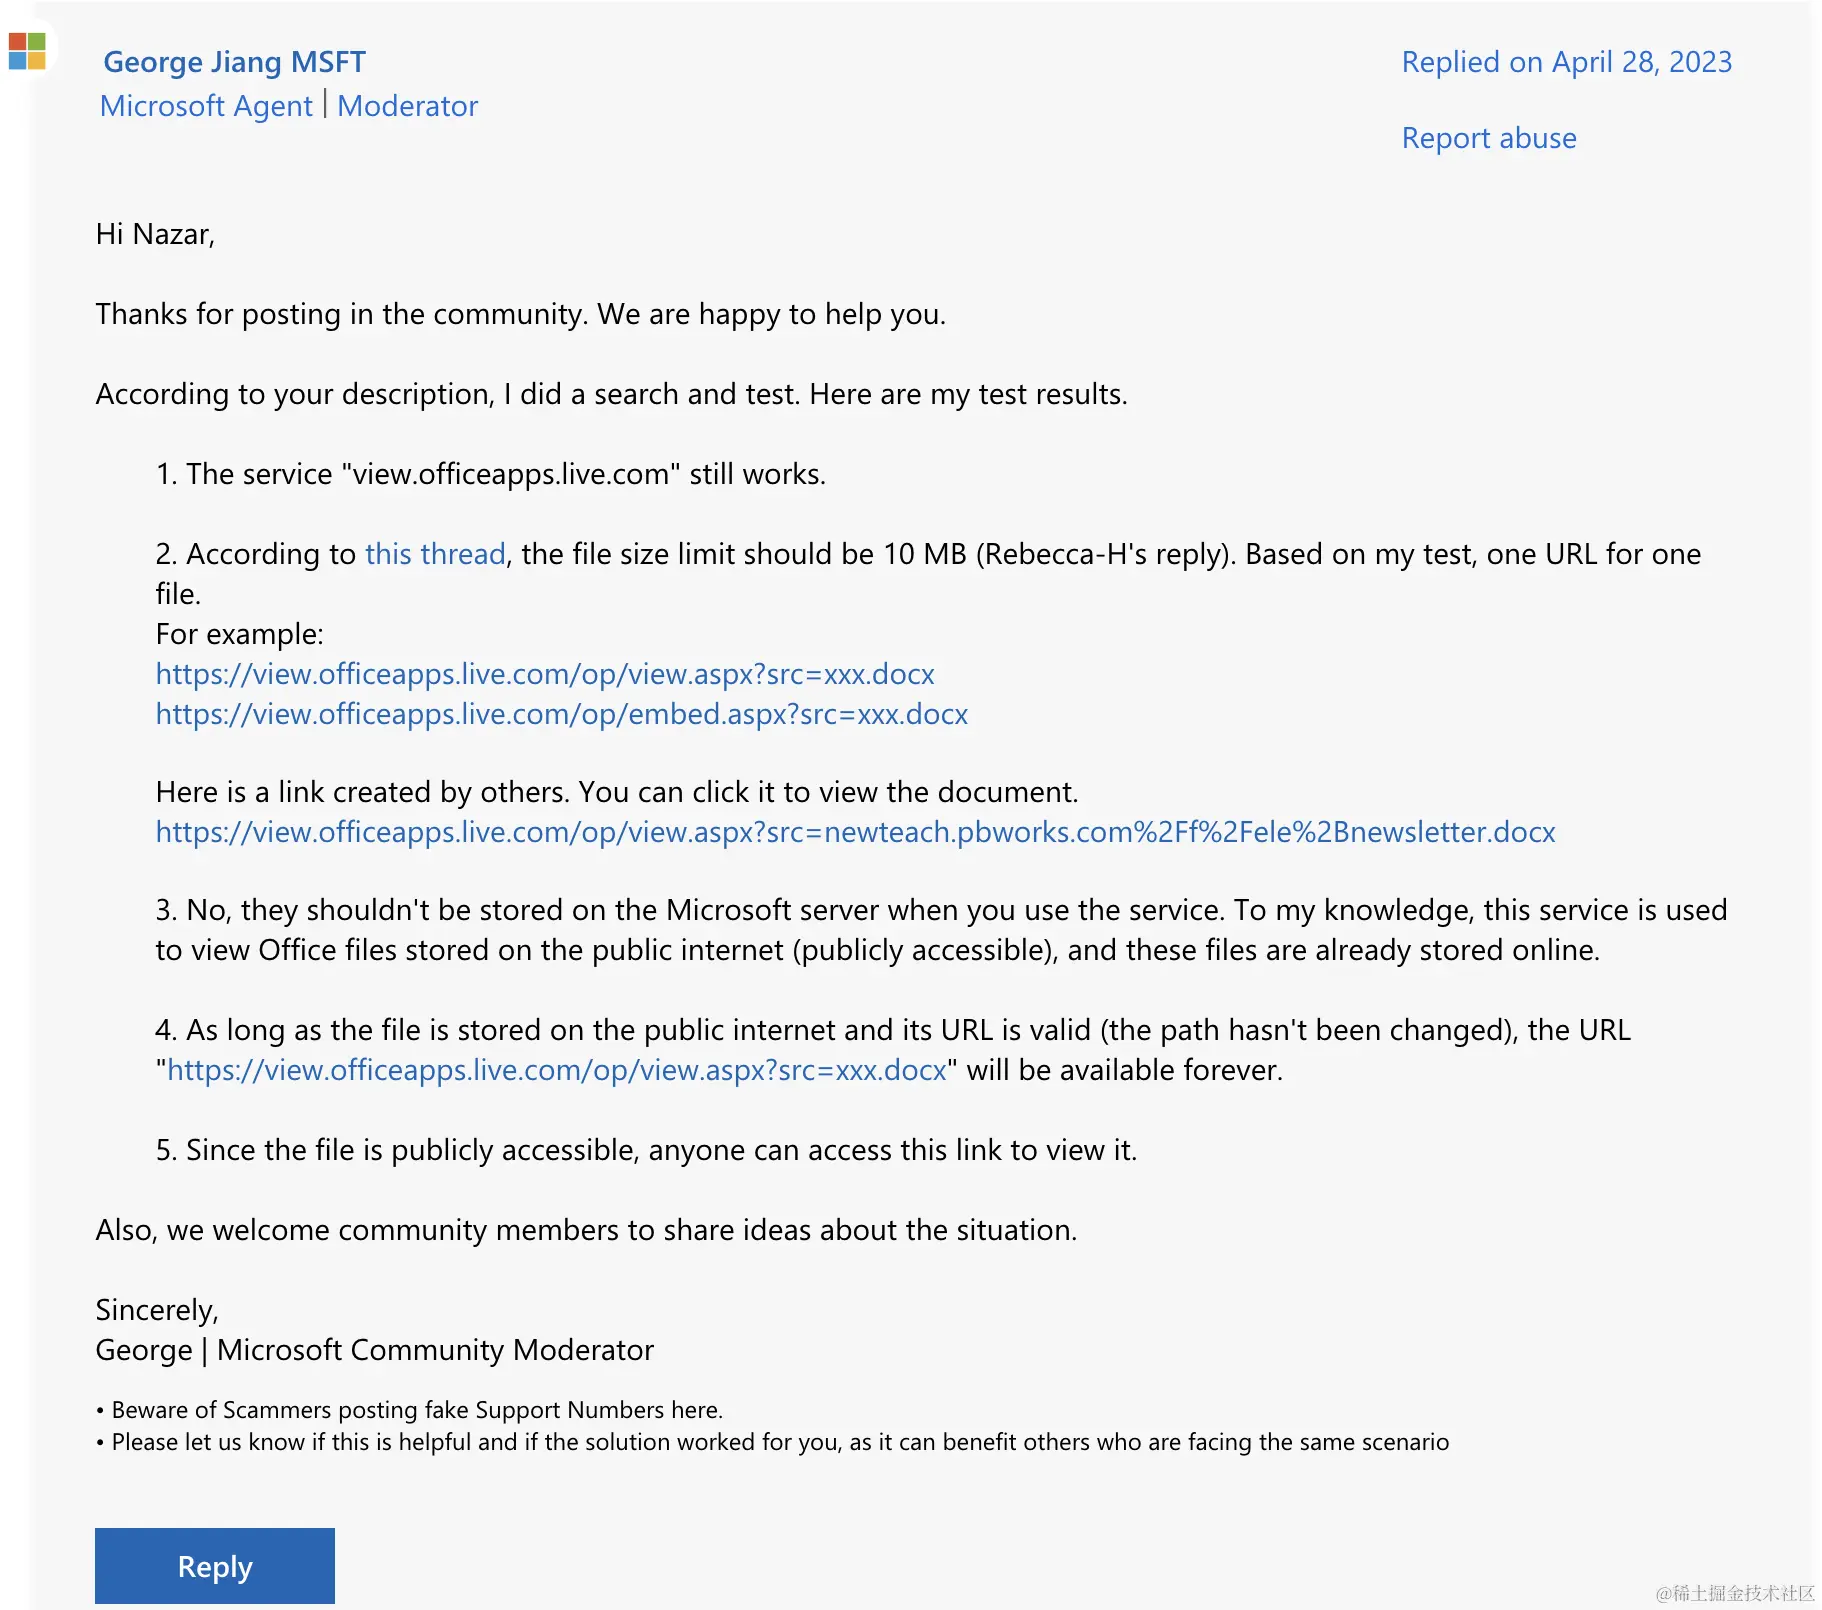 George Jiang MSFT
Replied on April 28, 2023
Microsoft Agent | Moderator
Report abuse
Hi Nazar,
Thanks for posting in the community. We are happy to help you.
According to your description, I did a search and test. Here are my test results.
1. The service "view.officeapps.live.com" still works.
2. According to this thread, the file size limit should be 10 MB (Rebecca-H's reply). Based on my test, one URL for one
file.
For example:
https://view.officeapps.live.com/op/view.aspx?src=xxx.docx
https://view.officeapps.live.com/op/embed.aspx?src=xxx.docx
Here is a link created by others. You can click it to view the document.
https://view.officeapps.live.com/op/view.aspx?src=newteach.pbworks.com%2Ff%2Fele%2Bnewsletter.docx
3. No, they shouldn't be stored on the Microsoft server when you use the service. To my knowledge, this service is used
to view Office files stored on the public internet (publicly accessible), and these files are already stored online.
4. As long as the file is stored on the public internet and its URL is valid (the path hasn't been changed), the URL
"https://view.officeapps.live.com/op/view.aspx?src=xxx.docx" will be available forever.
5. Since the file is publicly accessible, anyone can access this link to view it.
Also, we welcome community members to share ideas about the situation.
Sincerely,
George | Microsoft Community Moderator
• Beware of Scammers posting fake Support Numbers here.
• Please let us know if this is helpful and if the solution worked for you, as it can benefit others who are facing the same scenario
Reply
@稀土掘金技术社区